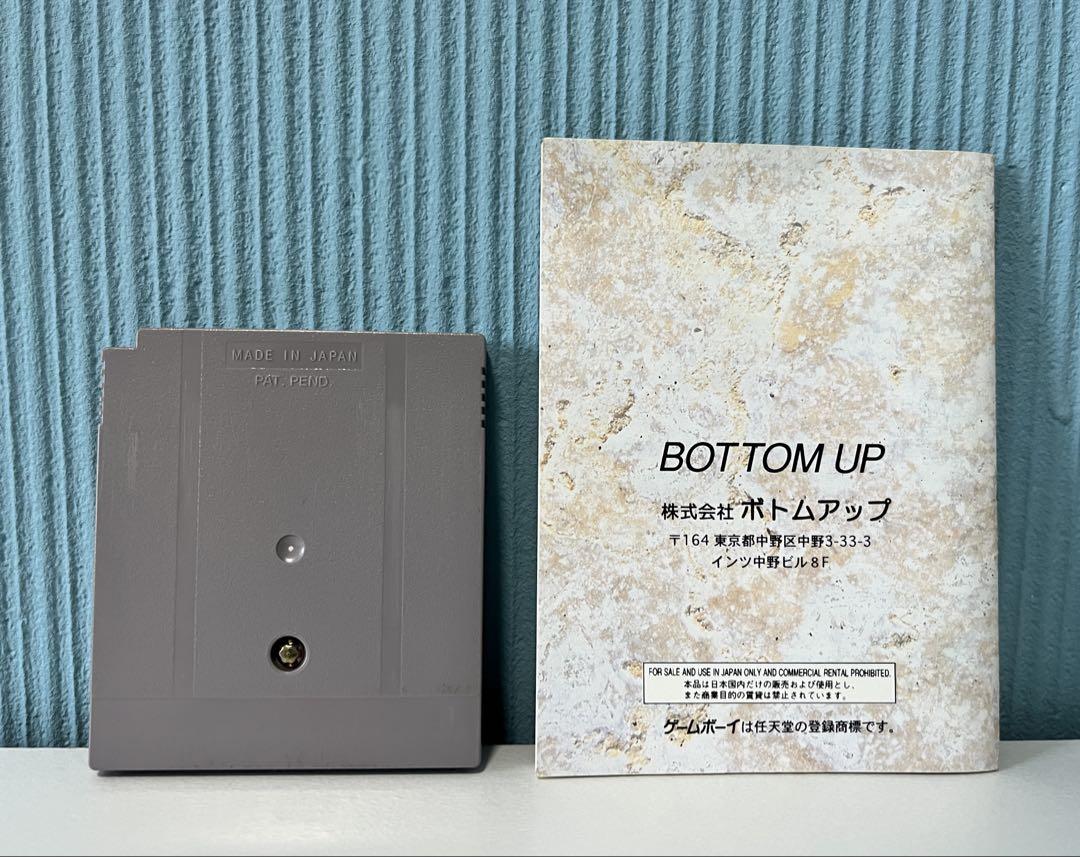 MADE IN JAPAN
PAT. PEND.
BOTTOM UP
株式会社 ボトムアップ
〒164 東京都中野区中野3-33-3
インツ中野ビル8F
FOR SALE AND USE IN JAPAN ONLY AND COMMERCIAL RENTAL PROHIBITED.
本品は日本国内だけの販売および使用とし、
また商業目的の賃貸は禁止されています。
ゲームボーイは任天堂の登録商標です。